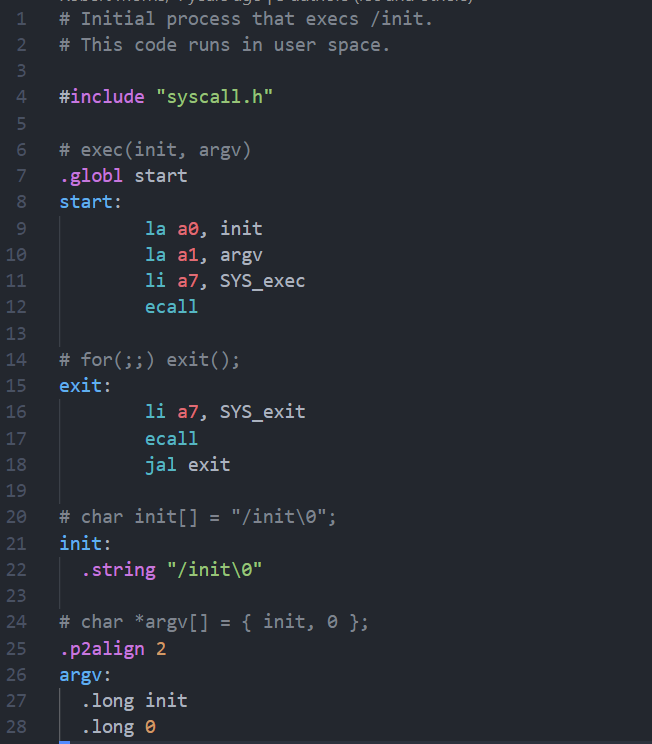 1 # Initial process that execs /init.
2 # This code runs in user space.
3
4 #include "syscall.h"
5
6 # exec(init, argv)
7 .globl start
8 start:
9 la a0, init
10 la a1, argv
11 li a7, SYS_exec
12 ecall
13
14 # for(;;) exit();
15 exit:
16 li a7, SYS_exit
17 ecall
18 jal exit
19
20 # char init[] = "/init\0";
21 init:
22 .string "/init\0"
23
24 # char *argv[] = { init, 0 };
25 .p2align 2
26 argv:
27 .long init
28 .long 0